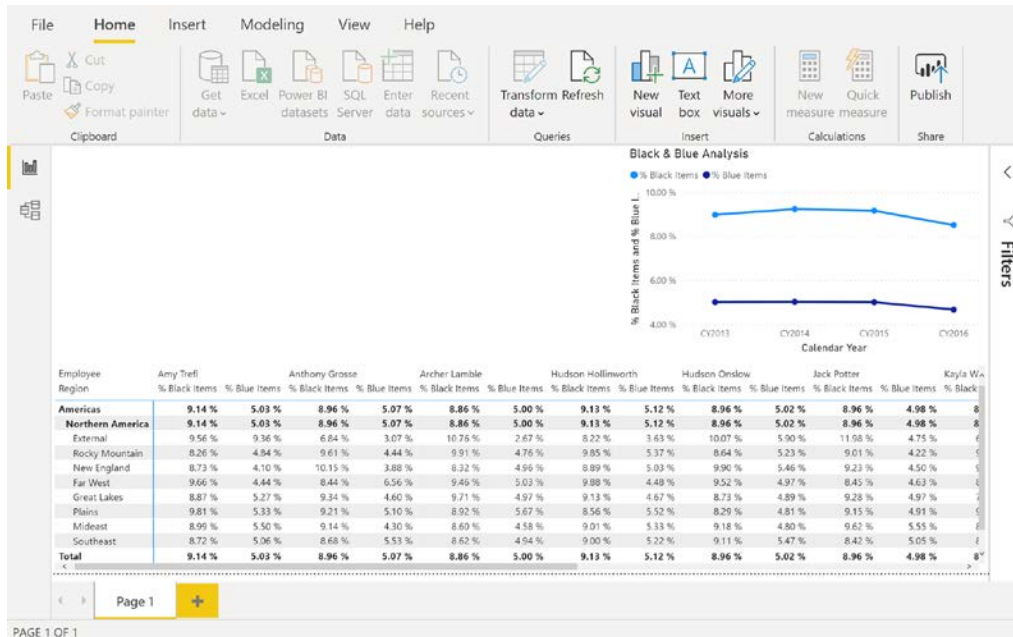 File Home Insert Modeling View Help
Paste
Cut
Copy
Format painter
Clipboard
Get data
Excel
Power BI datasets
SQL Server
Enter data
Recent sources
Data
Transform data
Refresh
Queries
New visual
Text box
More visuals
Insert
New measure
Quick measure
Calculations
Publish
Share
Black & Blue Analysis
% Black Items % Blue Items
% Black Items and % Blue I...
10.00 %
8.00 %
6.00 %
4.00 %
CY2013 CY2014 CY2015 CY2016
Calendar Year
Filters
Employee Amy Trefl Anthony Grosse Archer Lamble Hudson Hollinworth Hudson Onslow Jack Potter Kayla W
Region % Black Items % Blue Items % Black Items % Blue Items % Black Items % Blue Items % Black Items % Blue Items % Black Items % Blue Items % Black Items % Blue Items % Black
Americas 9.14 % 5.03 % 8.96 % 5.07 % 8.86 % 5.00 % 9.13 % 5.12 % 8.96 % 5.02 % 8.96 % 4.98 % 8
Northern America 9.14 % 5.03 % 8.96 % 5.07 % 8.86 % 5.00 % 9.13 % 5.12 % 8.96 % 5.02 % 8.96 % 4.98 % 8
External 9.56 % 9.36 % 6.84 % 3.07 % 10.76 % 2.67 % 8.22 % 3.63 % 10.07 % 5.90 % 11.98 % 4.75 %
Rocky Mountain 8.26 % 4.84 % 9.61 % 4.44 % 9.91 % 4.76 % 9.85 % 5.37 % 8.64 % 5.23 % 9.01 % 4.22 %
New England 8.73 % 4.10 % 10.15 % 3.88 % 8.32 % 4.96 % 8.89 % 5.03 % 9.90 % 5.46 % 9.23 % 4.50 %
Far West 9.66 % 4.44 % 8.44 % 6.56 % 9.46 % 5.03 % 9.88 % 4.48 % 9.52 % 4.97 % 8.45 % 4.63 %
Great Lakes 8.87 % 5.27 % 9.34 % 4.60 % 9.71 % 4.97 % 9.13 % 4.67 % 8.73 % 4.89 % 9.28 % 4.97 %
Plains 9.81 % 5.33 % 9.21 % 5.10 % 8.92 % 5.67 % 8.56 % 5.52 % 8.29 % 4.81 % 9.15 % 4.91 %
Mideast 8.99 % 5.50 % 9.14 % 4.30 % 8.60 % 4.58 % 9.01 % 5.33 % 9.18 % 4.80 % 9.62 % 5.55 %
Southeast 8.72 % 5.06 % 8.68 % 5.53 % 8.62 % 4.94 % 9.00 % 5.22 % 9.11 % 5.47 % 8.42 % 5.05 %
Total 9.14 % 5.03 % 8.96 % 5.07 % 8.86 % 5.00 % 9.13 % 5.12 % 8.96 % 5.02 % 8.96 % 4.98 % 8
Page 1
PAGE 1 OF 1